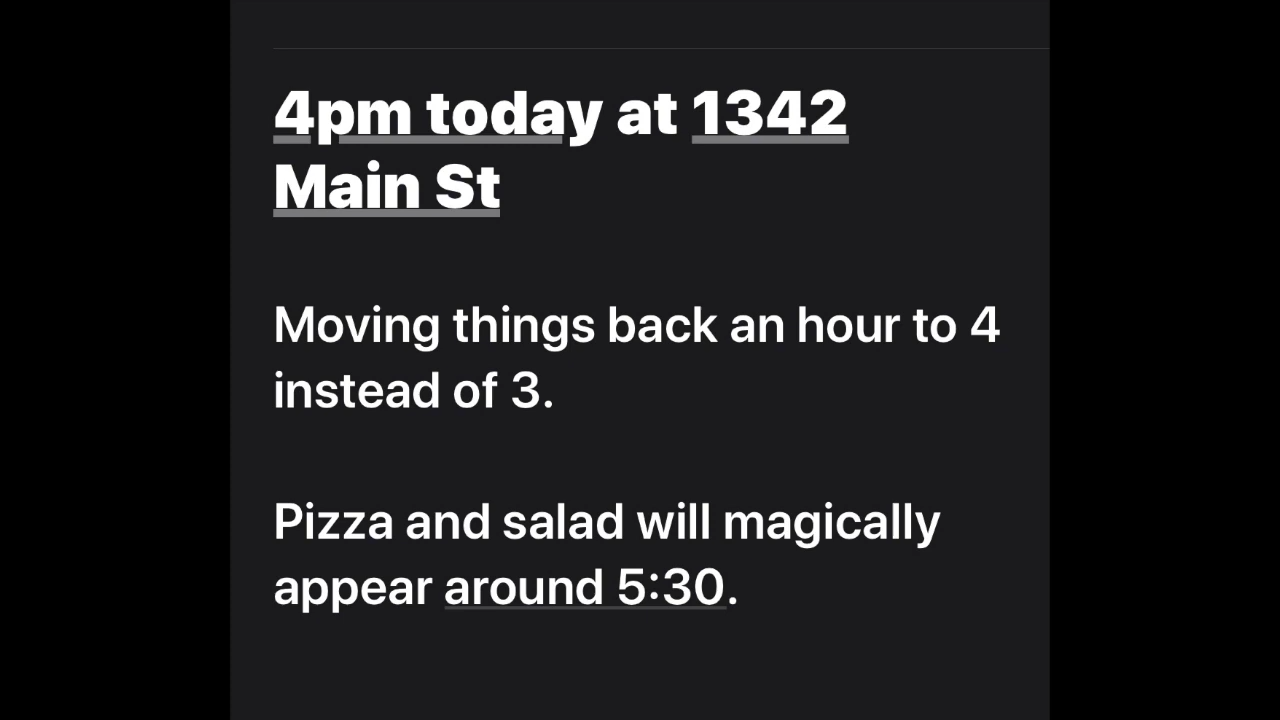 4pm today at 1342
Main St
Moving things back an hour to 4
instead of 3.
Pizza and salad will magically
appear around 5:30.